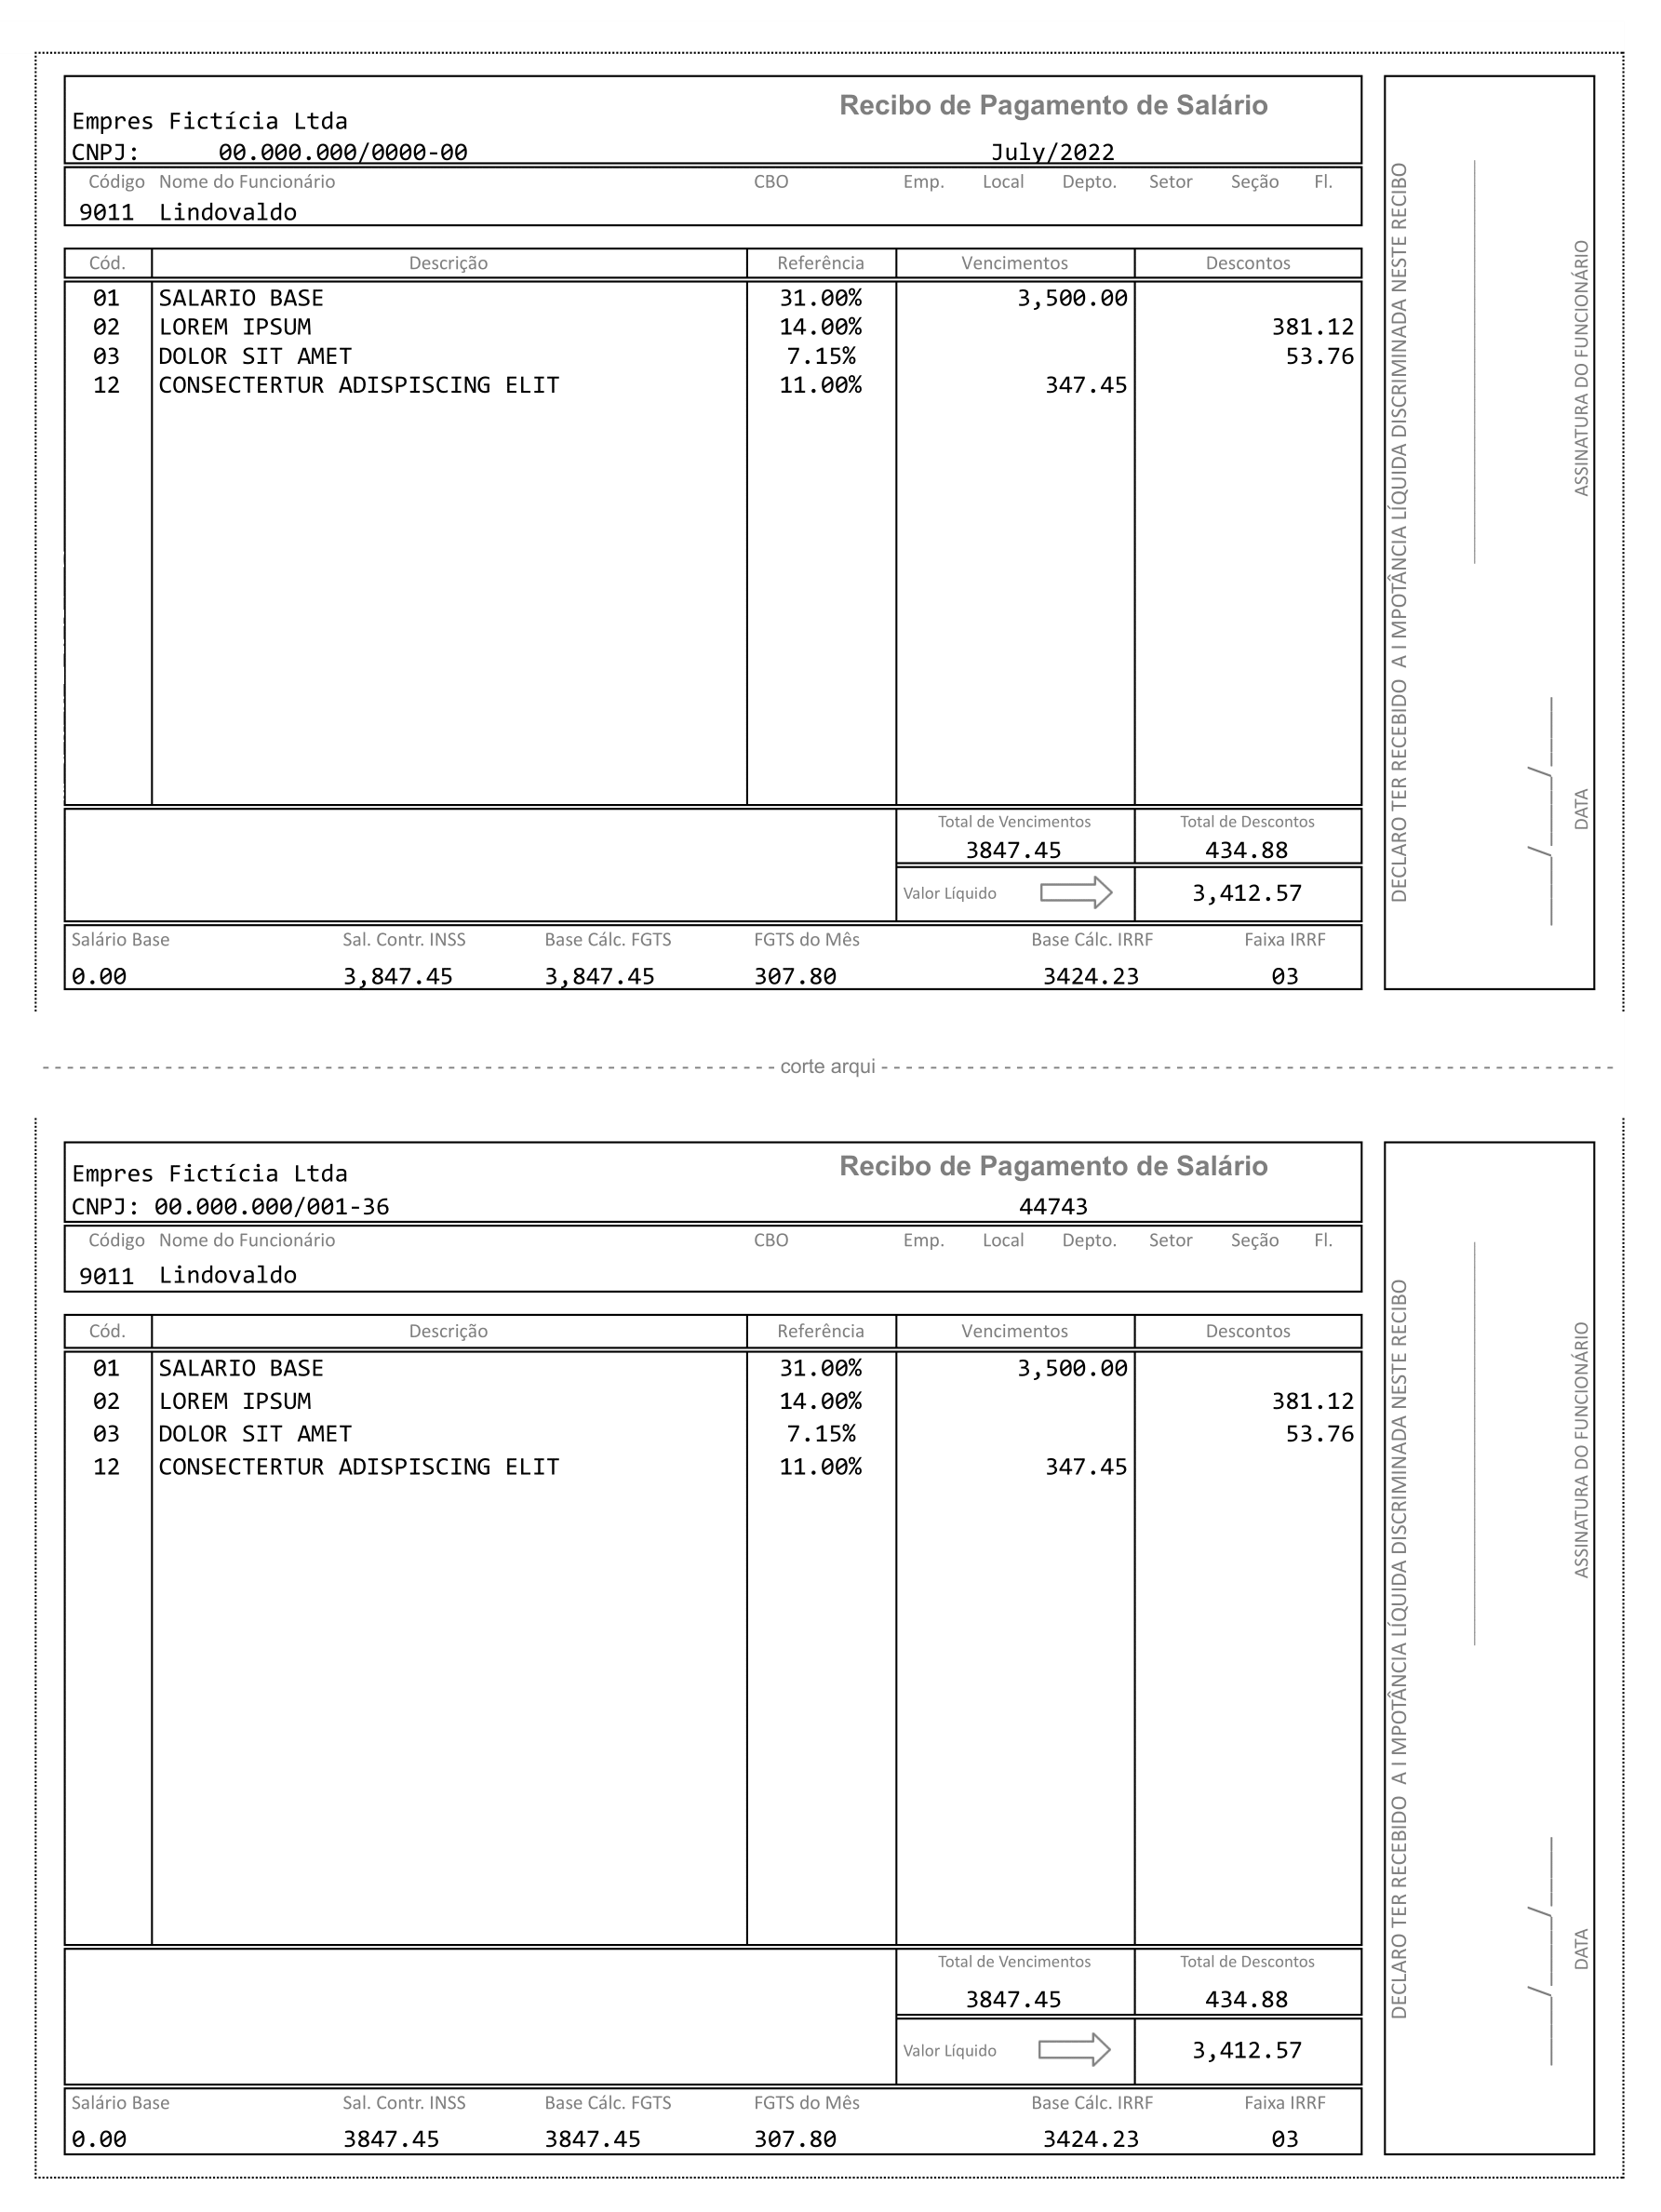 Recibo de Pagamento de Salário
Empres Fictícia Ltda
CNPJ: 00.000.000/0000-00 July/2022
Código Nome do Funcionário CBO Emp. Local Depto. Setor Seção Fl.
9011 Lindovaldo
Cód. Descrição Referência Vencimentos Descontos
01 SALARIO BASE 31.00% 3,500.00
02 LOREM IPSUM 14.00% 381.12
03 DOLOR SIT AMET 7.15% 53.76
12 CONSECTERTUR ADISPISCING ELIT 11.00% 347.45
Total de Vencimentos Total de Descontos
3847.45 434.88
Valor Líquido 3,412.57
Salário Base Sal. Contr. INSS Base Cálc. FGTS FGTS do Mês Base Cálc. IRRF Faixa IRRF
0.00 3,847.45 3,847.45 307.80 3424.23 03
DECLARO TER RECEBIDO A I MPOTÂNCIA LÍQUIDA DISCRIMINADA NESTE RECIBO
____/____/____
DATA ASSINATURA DO FUNCIONÁRIO
corte arqui
Recibo de Pagamento de Salário
Empres Fictícia Ltda
CNPJ: 00.000.000/001-36 44743
Código Nome do Funcionário CBO Emp. Local Depto. Setor Seção Fl.
9011 Lindovaldo
Cód. Descrição Referência Vencimentos Descontos
01 SALARIO BASE 31.00% 3,500.00
02 LOREM IPSUM 14.00% 381.12
03 DOLOR SIT AMET 7.15% 53.76
12 CONSECTERTUR ADISPISCING ELIT 11.00% 347.45
Total de Vencimentos Total de Descontos
3847.45 434.88
Valor Líquido 3,412.57
Salário Base Sal. Contr. INSS Base Cálc. FGTS FGTS do Mês Base Cálc. IRRF Faixa IRRF
0.00 3847.45 3847.45 307.80 3424.23 03
DECLARO TER RECEBIDO A I MPOTÂNCIA LÍQUIDA DISCRIMINADA NESTE RECIBO
____/____/____
DATA ASSINATURA DO FUNCIONÁRIO